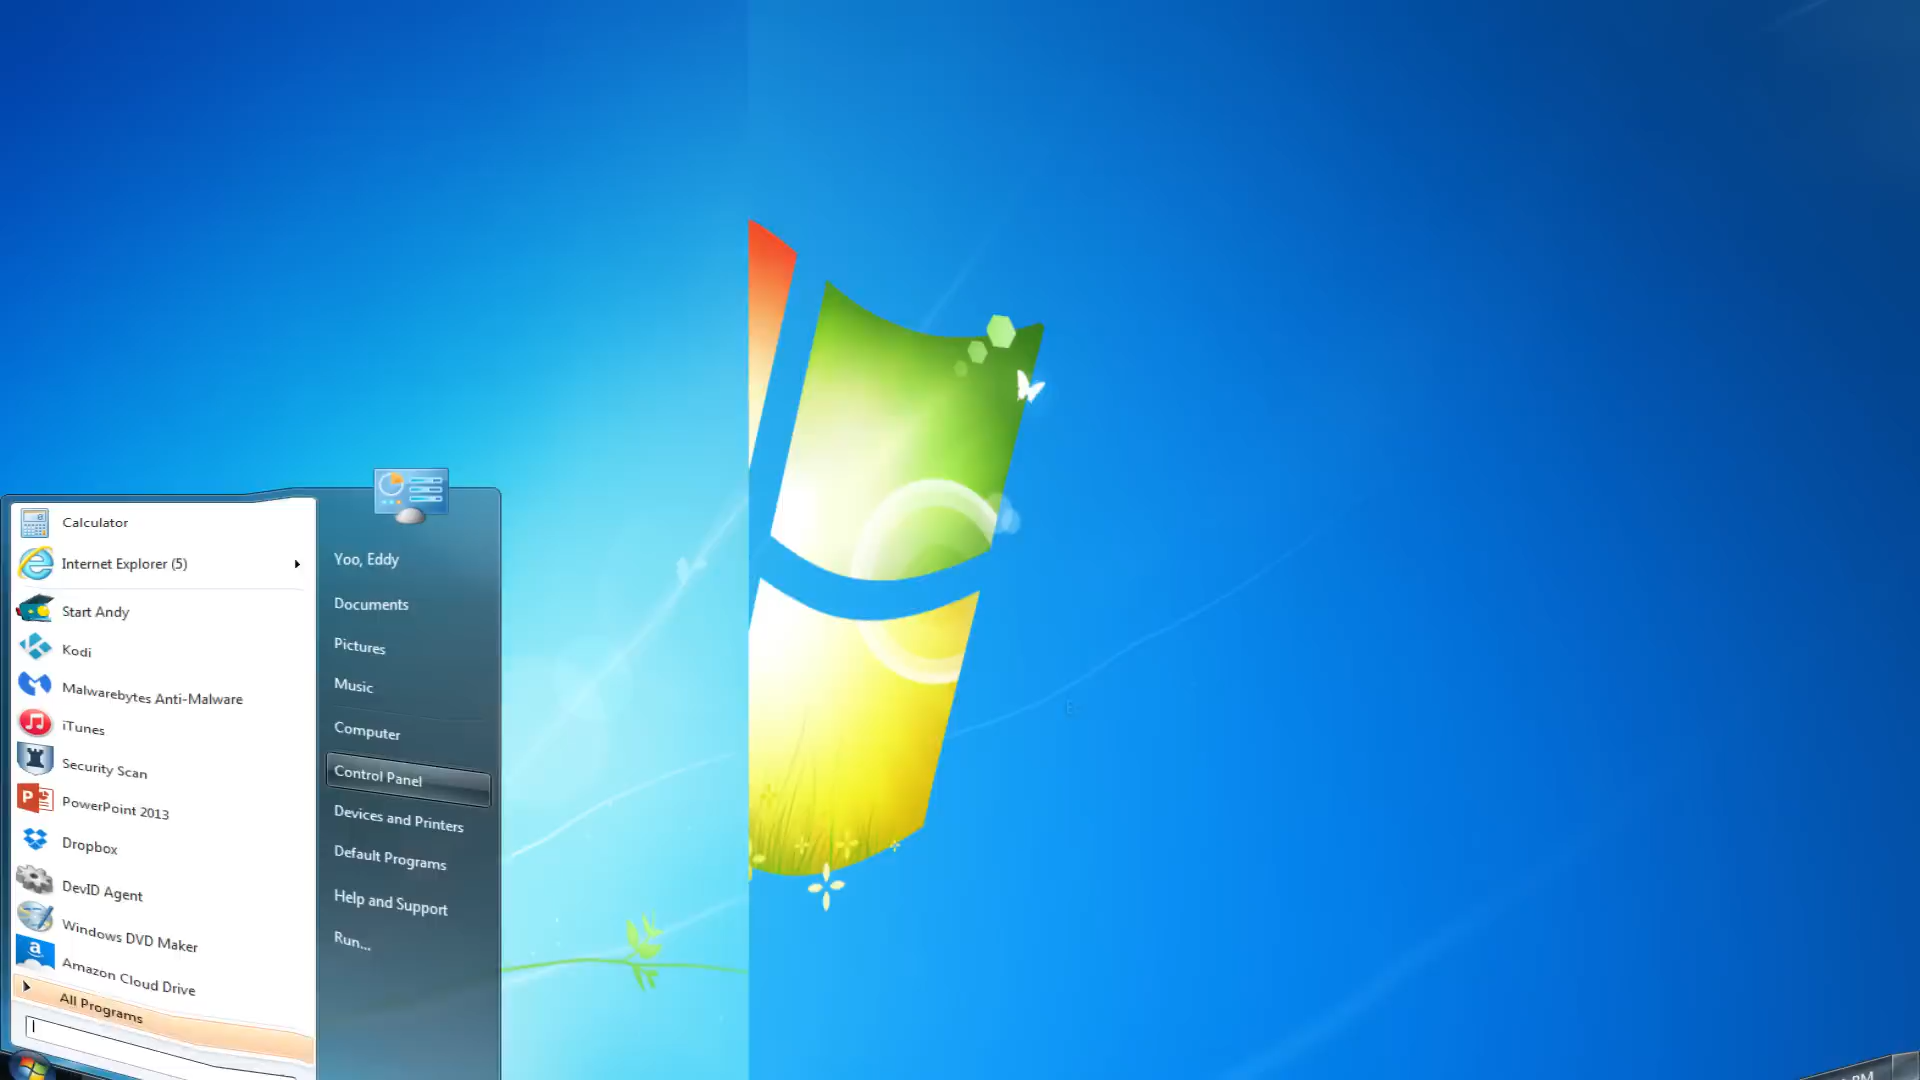 Calculator
Internet Explorer (5)
Start Andy
Kodi
Malwarebytes Anti-Malware
iTunes
Security Scan
PowerPoint 2013
Dropbox
DevID Agent
Windows DVD Maker
Amazon Cloud Drive
All Programs
Yoo, Eddy
Documents
Pictures
Music
Computer
Control Panel
Devices and Printers
Default Programs
Help and Support
Run...
PM